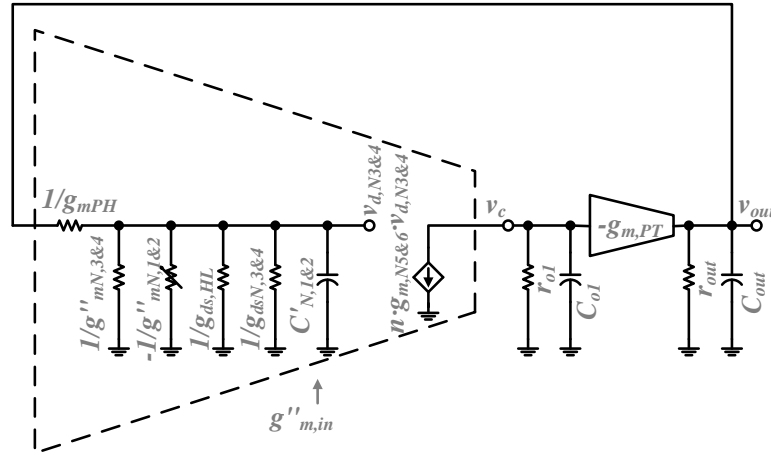 1/g_mPH
1/g''_mN,3&4
-1/g''_mN,1&2
1/g_ds,HL
1/g_dsN,3&4
C'_N,1&2
v_d,N3&4
n·g_m,N5&6·v_d,N3&4
v_c
r_o1
C_o1
-g_m,PT
r_out
C_out
v_out
g''_m,in